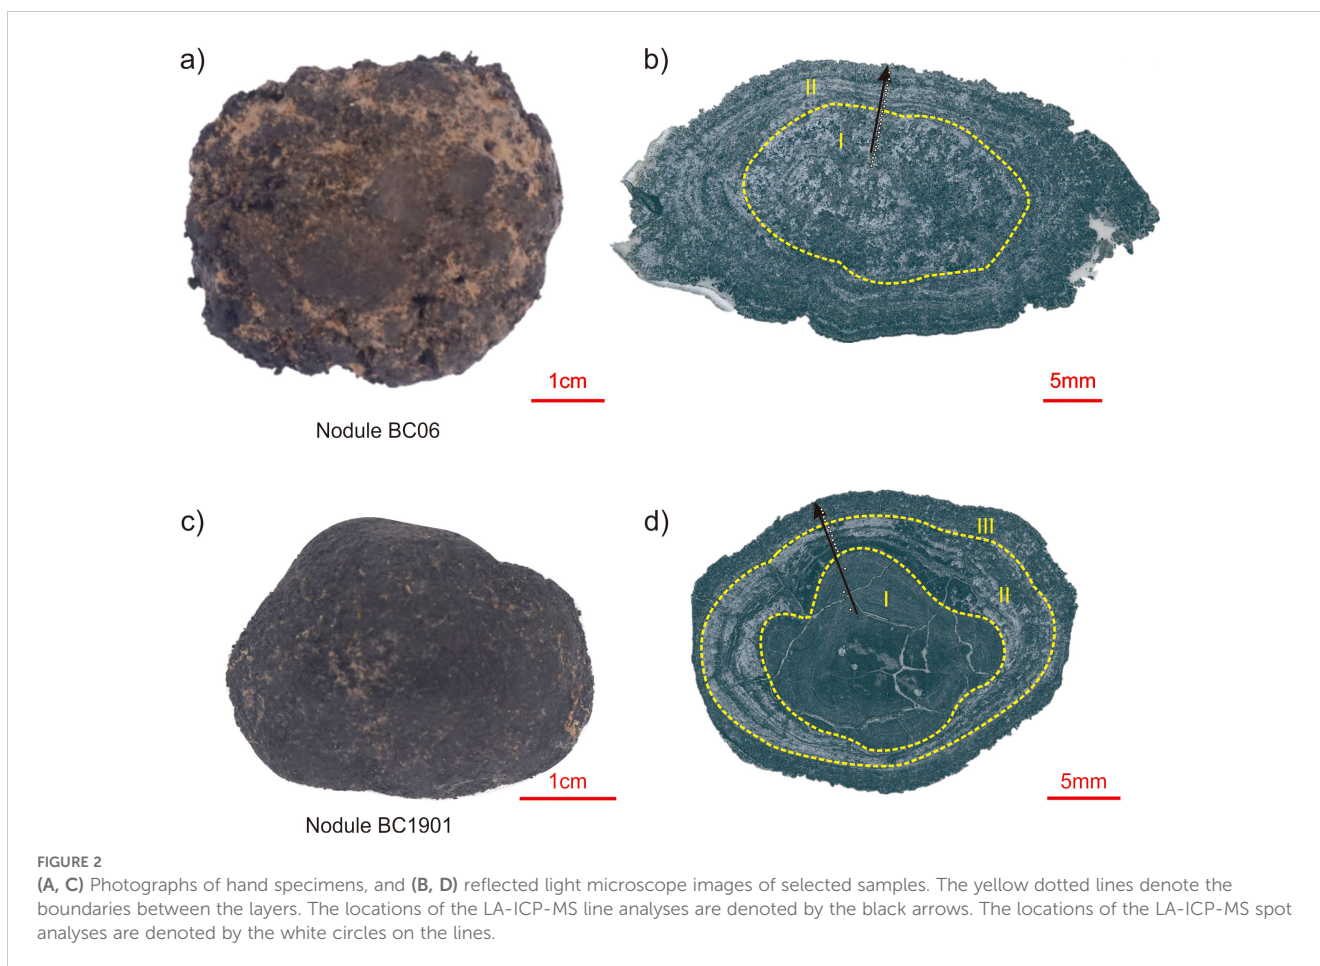 a)
b)
II
I
1cm
5mm
Nodule BC06
c)
d)
III
II
I
1cm
5mm
Nodule BC1901
FIGURE 2
(A, C) Photographs of hand specimens, and (B, D) reflected light microscope images of selected samples. The yellow dotted lines denote the
boundaries between the layers. The locations of the LA-ICP-MS line analyses are denoted by the black arrows. The locations of the LA-ICP-MS spot
analyses are denoted by the white circles on the lines.